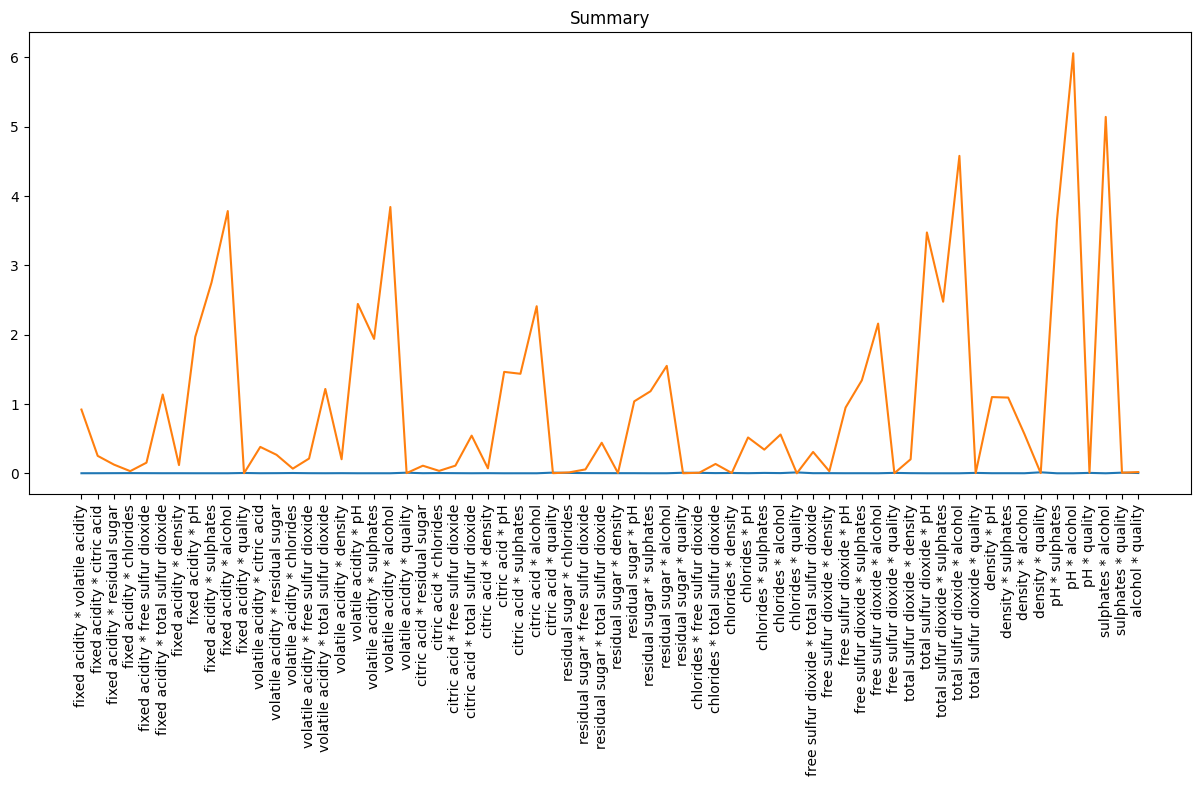 Summary
6
5
4
3
2
1
0
fixed acidity * volatile acidity
fixed acidity * citric acid
fixed acidity * residual sugar
fixed acidity * chlorides
fixed acidity * free sulfur dioxide
fixed acidity * total sulfur dioxide
fixed acidity * density
fixed acidity * pH
fixed acidity * sulphates
fixed acidity * alcohol
fixed acidity * quality
volatile acidity * citric acid
volatile acidity * residual sugar
volatile acidity * chlorides
volatile acidity * free sulfur dioxide
volatile acidity * total sulfur dioxide
volatile acidity * density
volatile acidity * pH
volatile acidity * sulphates
volatile acidity * alcohol
volatile acidity * quality
citric acid * residual sugar
citric acid * chlorides
citric acid * free sulfur dioxide
citric acid * total sulfur dioxide
citric acid * density
citric acid * pH
citric acid * sulphates
citric acid * alcohol
citric acid * quality
residual sugar * chlorides
residual sugar * free sulfur dioxide
residual sugar * total sulfur dioxide
residual sugar * density
residual sugar * pH
residual sugar * sulphates
residual sugar * alcohol
residual sugar * quality
chlorides * free sulfur dioxide
chlorides * total sulfur dioxide
chlorides * density
chlorides * pH
chlorides * sulphates
chlorides * alcohol
chlorides * quality
free sulfur dioxide * total sulfur dioxide
free sulfur dioxide * density
free sulfur dioxide * pH
free sulfur dioxide * sulphates
free sulfur dioxide * alcohol
free sulfur dioxide * quality
total sulfur dioxide * density
total sulfur dioxide * pH
total sulfur dioxide * sulphates
total sulfur dioxide * alcohol
total sulfur dioxide * quality
density * pH
density * sulphates
density * alcohol
density * quality
pH * sulphates
pH * alcohol
pH * quality
sulphates * alcohol
sulphates * quality
alcohol * quality